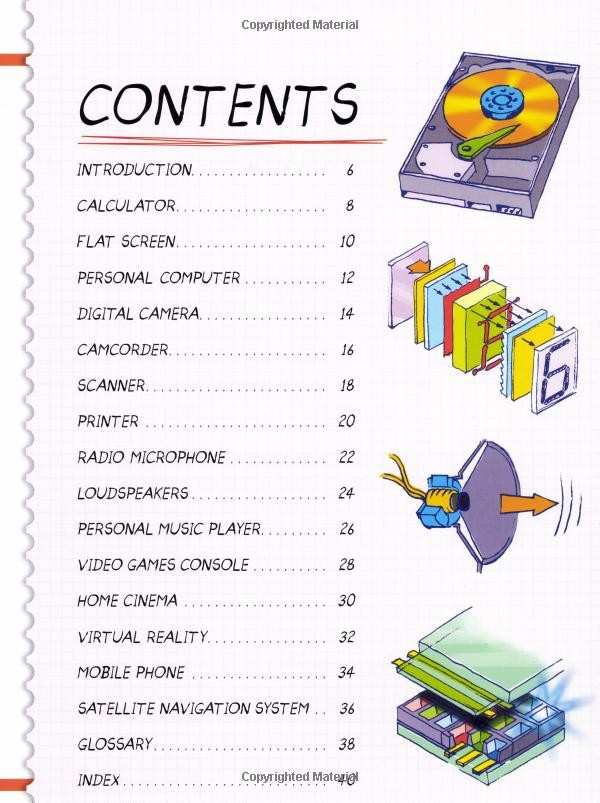 Copyrighted Material
CONTENTS
INTRODUCTION. . . . . . . . . . . . . . . . . . 6
CALCULATOR. . . . . . . . . . . . . . . . . . . . 8
FLAT SCREEN. . . . . . . . . . . . . . . . . . . . 10
PERSONAL COMPUTER . . . . . . . . . . . 12
DIGITAL CAMERA. . . . . . . . . . . . . . . . . 14
CAMCORDER. . . . . . . . . . . . . . . . . . . . . 16
SCANNER. . . . . . . . . . . . . . . . . . . . . . . . 18
PRINTER . . . . . . . . . . . . . . . . . . . . . . . . 20
RADIO MICROPHONE . . . . . . . . . . . . . 22
LOUDSPEAKERS . . . . . . . . . . . . . . . . . . 24
PERSONAL MUSIC PLAYER. . . . . . . . . 26
VIDEO GAMES CONSOLE . . . . . . . . . . 28
HOME CINEMA . . . . . . . . . . . . . . . . . . . 30
VIRTUAL REALITY. . . . . . . . . . . . . . . . 32
MOBILE PHONE . . . . . . . . . . . . . . . . . . 34
SATELLITE NAVIGATION SYSTEM . . 36
GLOSSARY. . . . . . . . . . . . . . . . . . . . . . . 38
INDEX . . . . . . . . . . . . . . . . . . . . . . . . . . . 40
Copyrighted Material
6